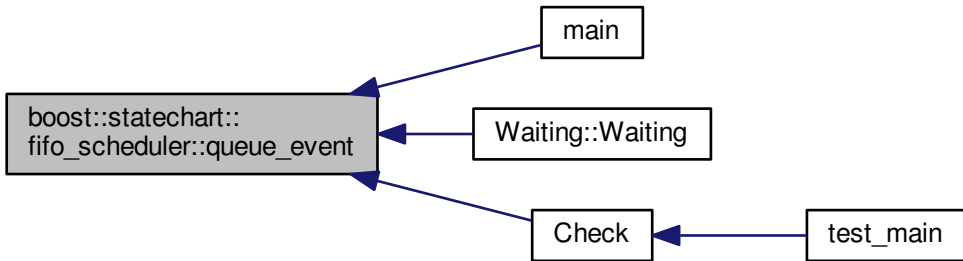 boost::statechart::
fifo_scheduler::queue_event
main
Waiting::Waiting
Check
test_main